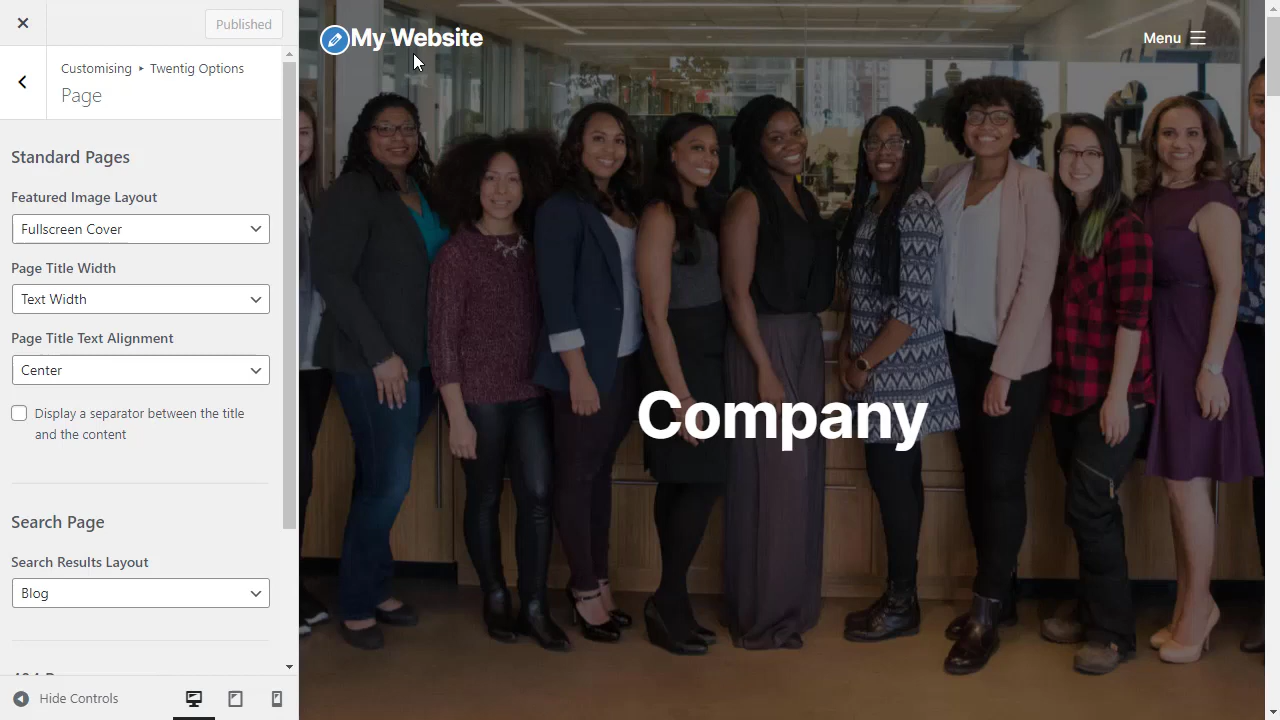 Published
Customising ▸ Twentig Options
Page
Standard Pages
Featured Image Layout
Fullscreen Cover
Page Title Width
Text Width
Page Title Text Alignment
Center
Display a separator between the title
and the content
Search Page
Search Results Layout
Blog
Hide Controls
My Website
Menu
Company